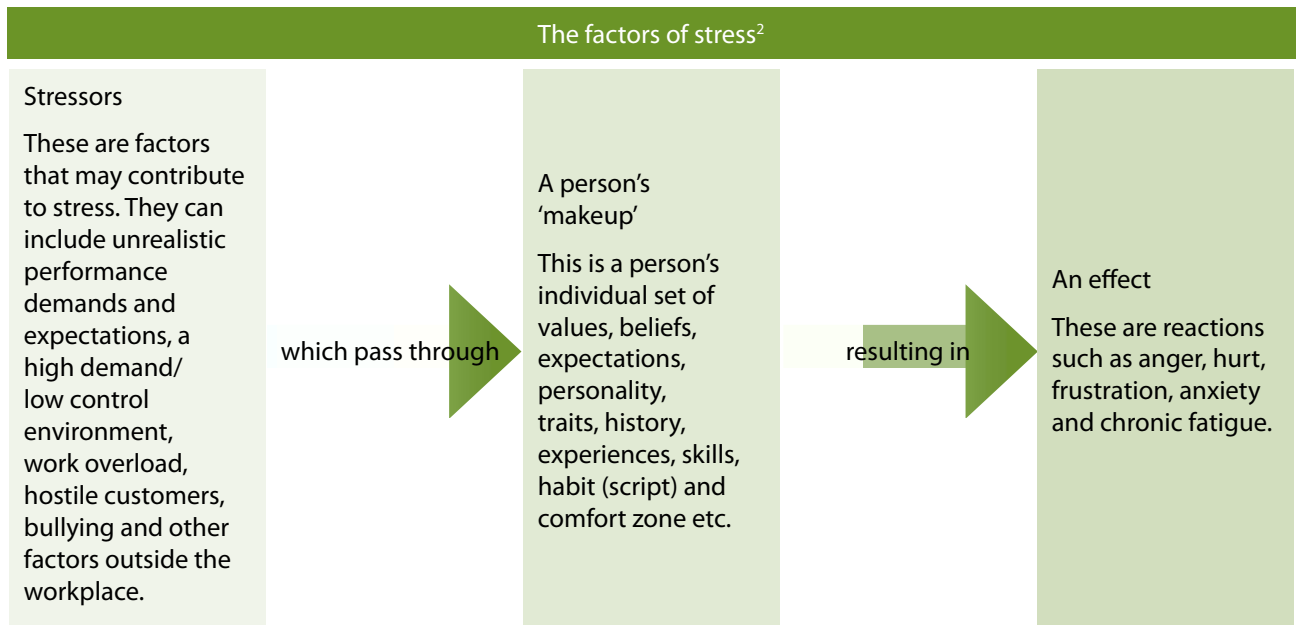 The factors of stress²
Stressors
These are factors
that may contribute
to stress. They can
include unrealistic
performance
demands and
expectations, a
high demand/
low control
environment,
work overload,
hostile customers,
bullying and other
factors outside the
workplace.
which pass through
A person’s
‘makeup’
This is a person’s
individual set of
values, beliefs,
expectations,
personality,
traits, history,
experiences, skills,
habit (script) and
comfort zone etc.
resulting in
An effect
These are reactions
such as anger, hurt,
frustration, anxiety
and chronic fatigue.